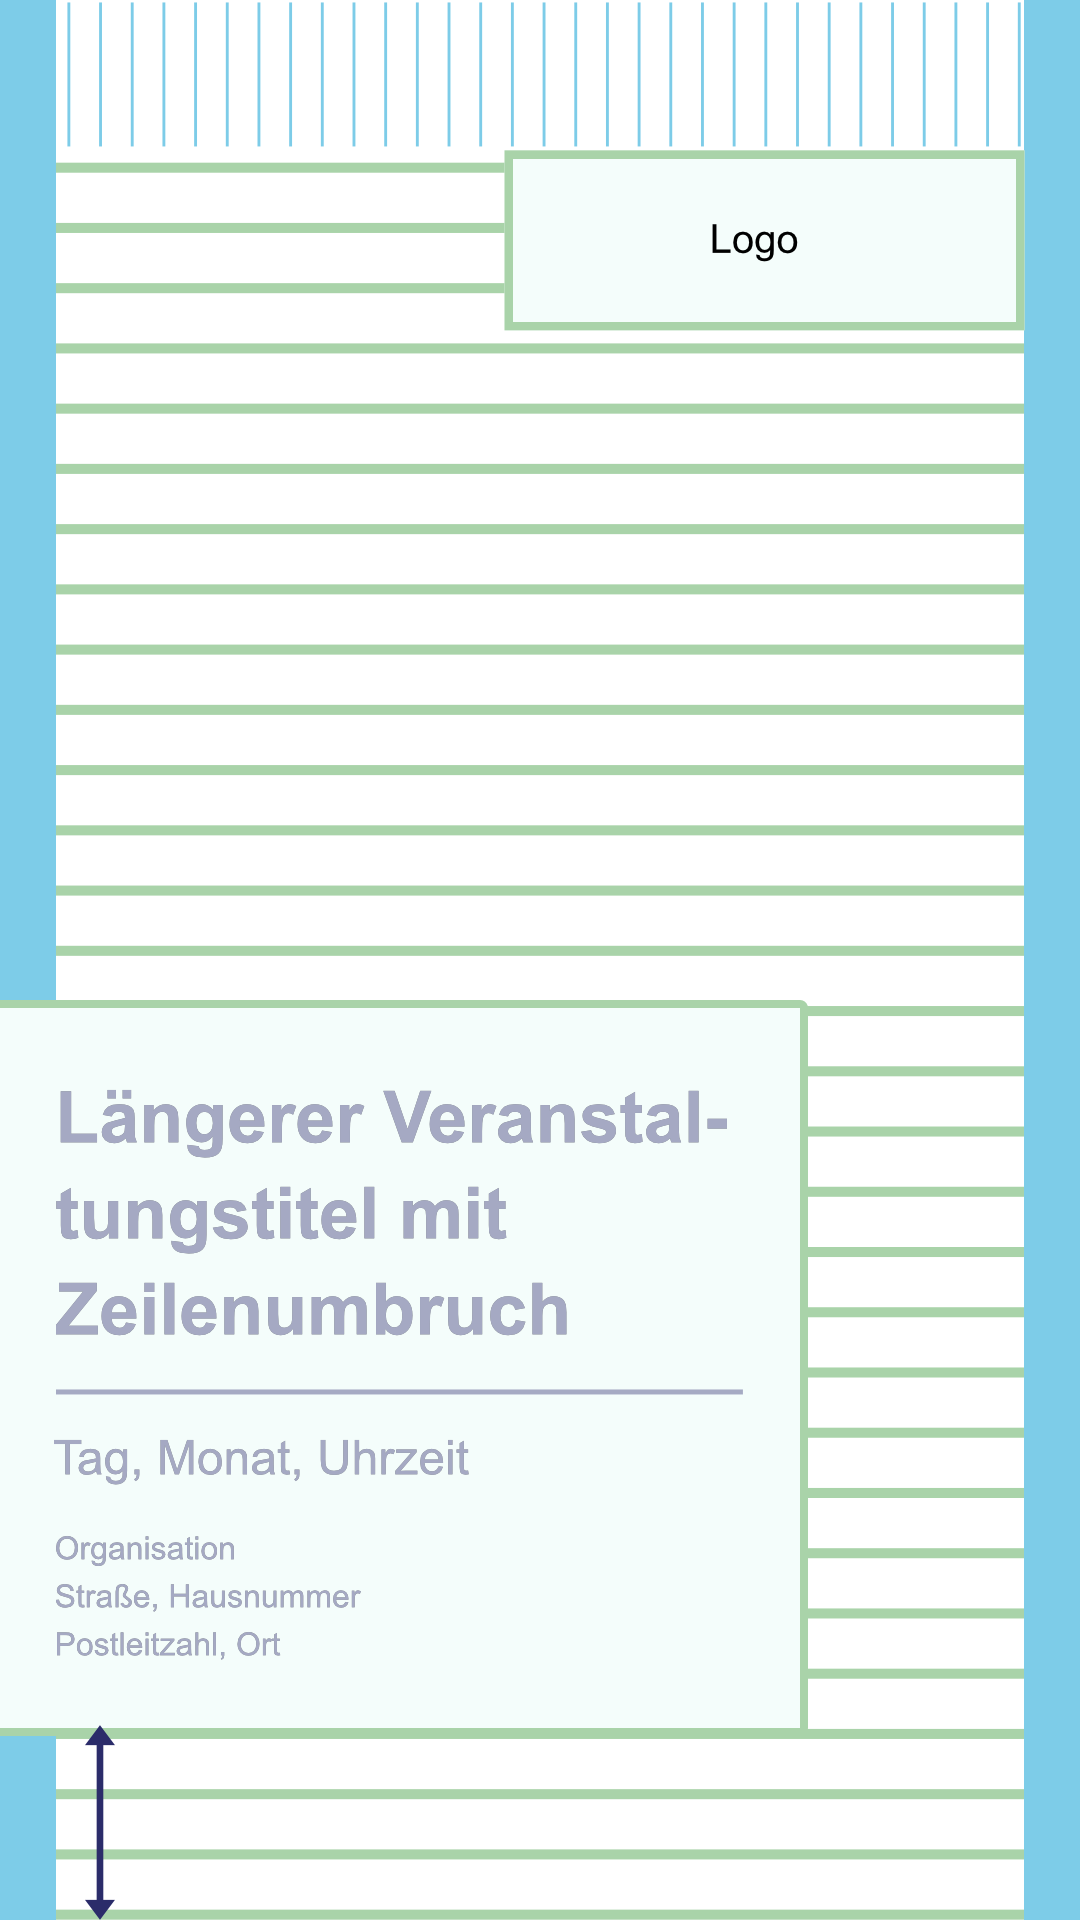 Logo
Längerer Veranstal-
tungstitel mit
Zeilenumbruch
Tag, Monat, Uhrzeit
Organisation
Straße, Hausnummer
Postleitzahl, Ort